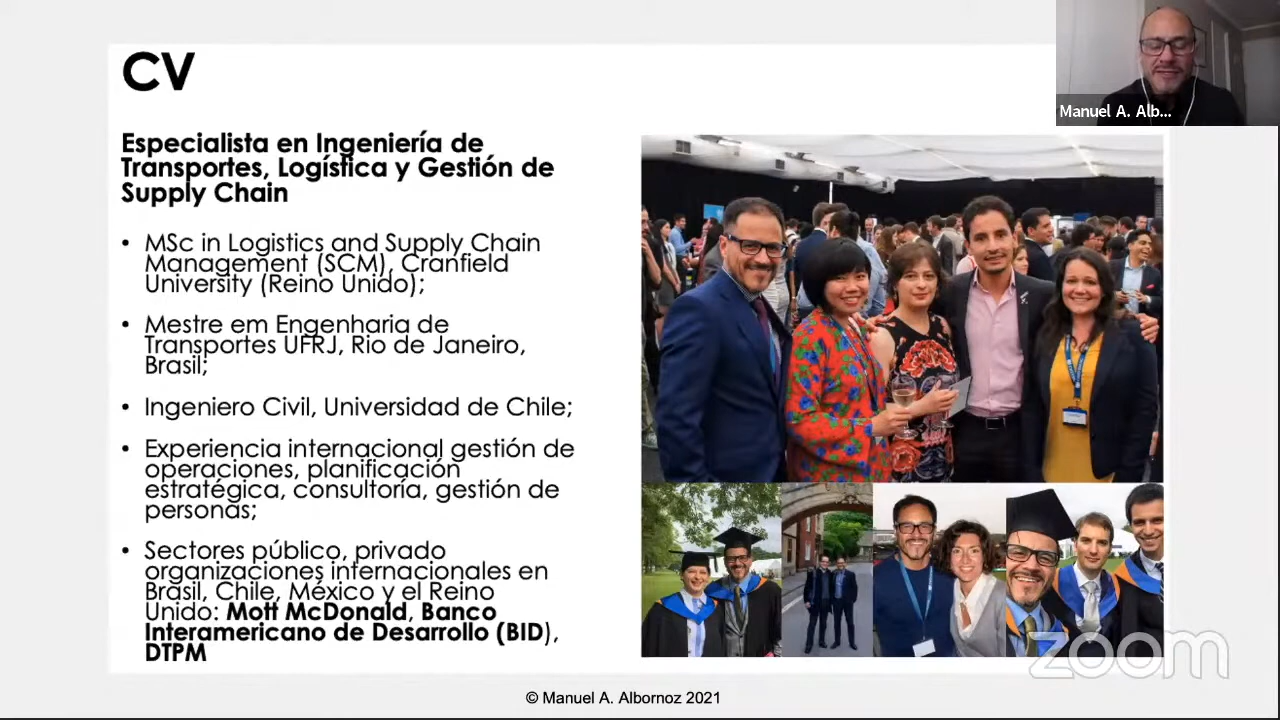 CV
Manuel A. Alb...
Especialista en Ingeniería de
Transportes, Logística y Gestión de
Supply Chain
• MSc in Logistics and Supply Chain
Management (SCM), Cranfield
University (Reino Unido);
• Mestre em Engenharia de
Transportes UFRJ, Rio de Janeiro,
Brasil;
• Ingeniero Civil, Universidad de Chile;
• Experiencia internacional gestión de
operaciones, planificación
estratégica, consultoría, gestión de
personas;
• Sectores público, privado
organizaciones internacionales en
Brasil, Chile, México y el Reino
Unido: Mott McDonald, Banco
Interamericano de Desarrollo (BID),
DTPM
zoom
© Manuel A. Albornoz 2021